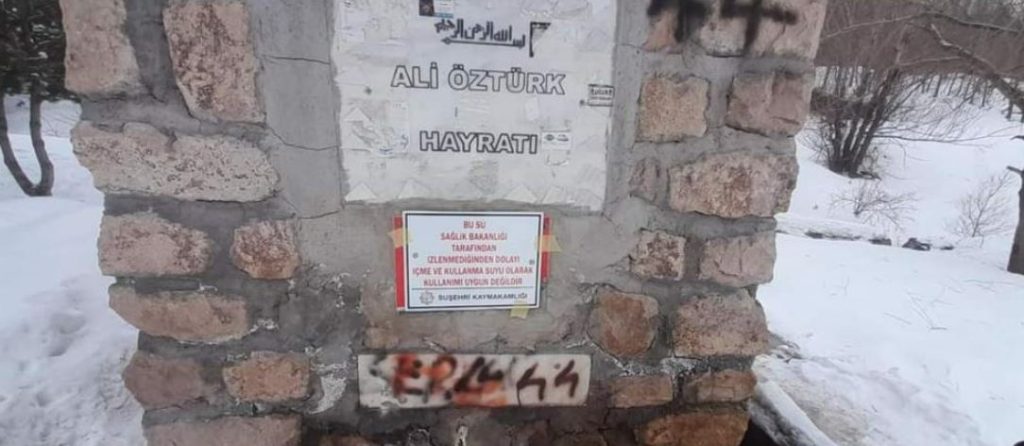 بسم الله الرحمن الرحيم
ALİ ÖZTÜRK
HAYRATI
BU SU
SAĞLIK BAKANLIĞI
TARAFINDAN
İZLENMEDİĞİNDEN DOLAYI
İÇME VE KULLANMA SUYU OLARAK
KULLANIMI UYGUN DEĞİLDİR
SUŞEHRİ KAYMAKAMLIĞI